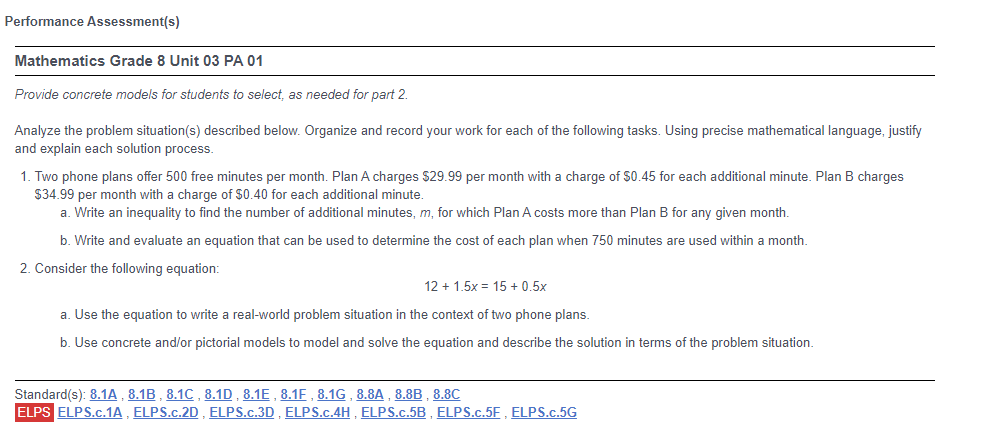 Performance Assessment(s)
Mathematics Grade 8 Unit 03 PA 01
Provide concrete models for students to select, as needed for part 2.
Analyze the problem situation(s) described below. Organize and record your work for each of the following tasks. Using precise mathematical language, justify
and explain each solution process.
1. Two phone plans offer 500 free minutes per month. Plan A charges $29.99 per month with a charge of $0.45 for each additional minute. Plan B charges
$34.99 per month with a charge of $0.40 for each additional minute.
a. Write an inequality to find the number of additional minutes, m, for which Plan A costs more than Plan B for any given month.
b. Write and evaluate an equation that can be used to determine the cost of each plan when 750 minutes are used within a month.
2. Consider the following equation:
12 + 1.5x = 15 + 0.5x
a. Use the equation to write a real-world problem situation in the context of two phone plans.
b. Use concrete and/or pictorial models to model and solve the equation and describe the solution in terms of the problem situation.
Standard(s): 8.1A , 8.1B , 8.1C , 8.1D , 8.1E , 8.1F , 8.1G , 8.8A , 8.8B , 8.8C
ELPS ELPS.c.1A , ELPS.c.2D , ELPS.c.3D , ELPS.c.4H , ELPS.c.5B , ELPS.c.5F , ELPS.c.5G